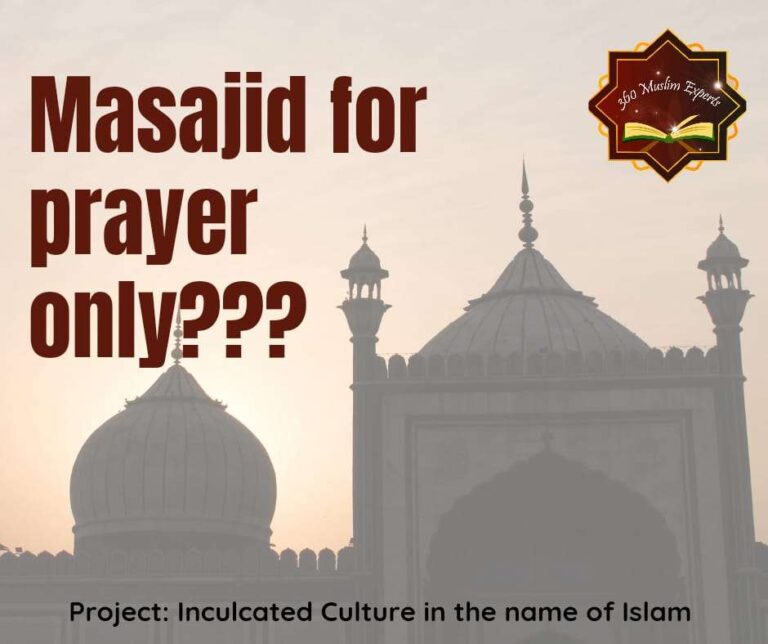 Masajid for
prayer
only???
360 Muslim Experts
Project: Inculcated Culture in the name of Islam